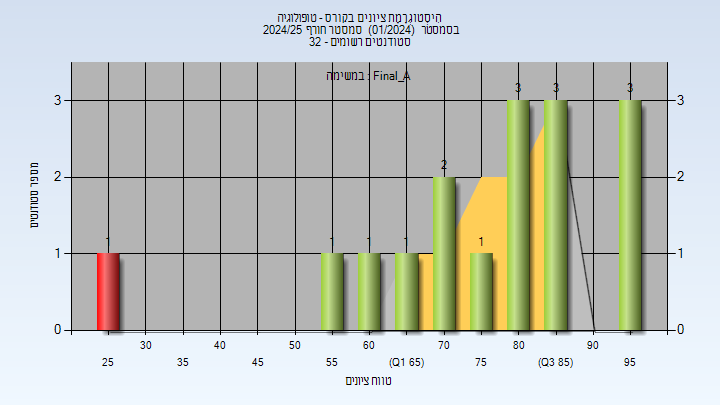 היסטוגרמת ציונים בקורס - טופולוגיה
בסמסטר (01/2024) סמסטר חורף 2024/25
סטודנטים רשומים - 32
במשימה : Final_A
מספר סטודנטים
3 3 3 3 3
2 2 2
1 1 1 1 1 1 1
0 0
30 40 50 60 70 80 90
25 35 45 55 (Q1 65) 75 (Q3 85) 95
טווח ציונים